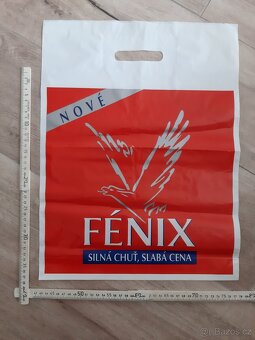 NOVÉ
FÉNIX
SILNÁ CHUŤ, SLABÁ CENA